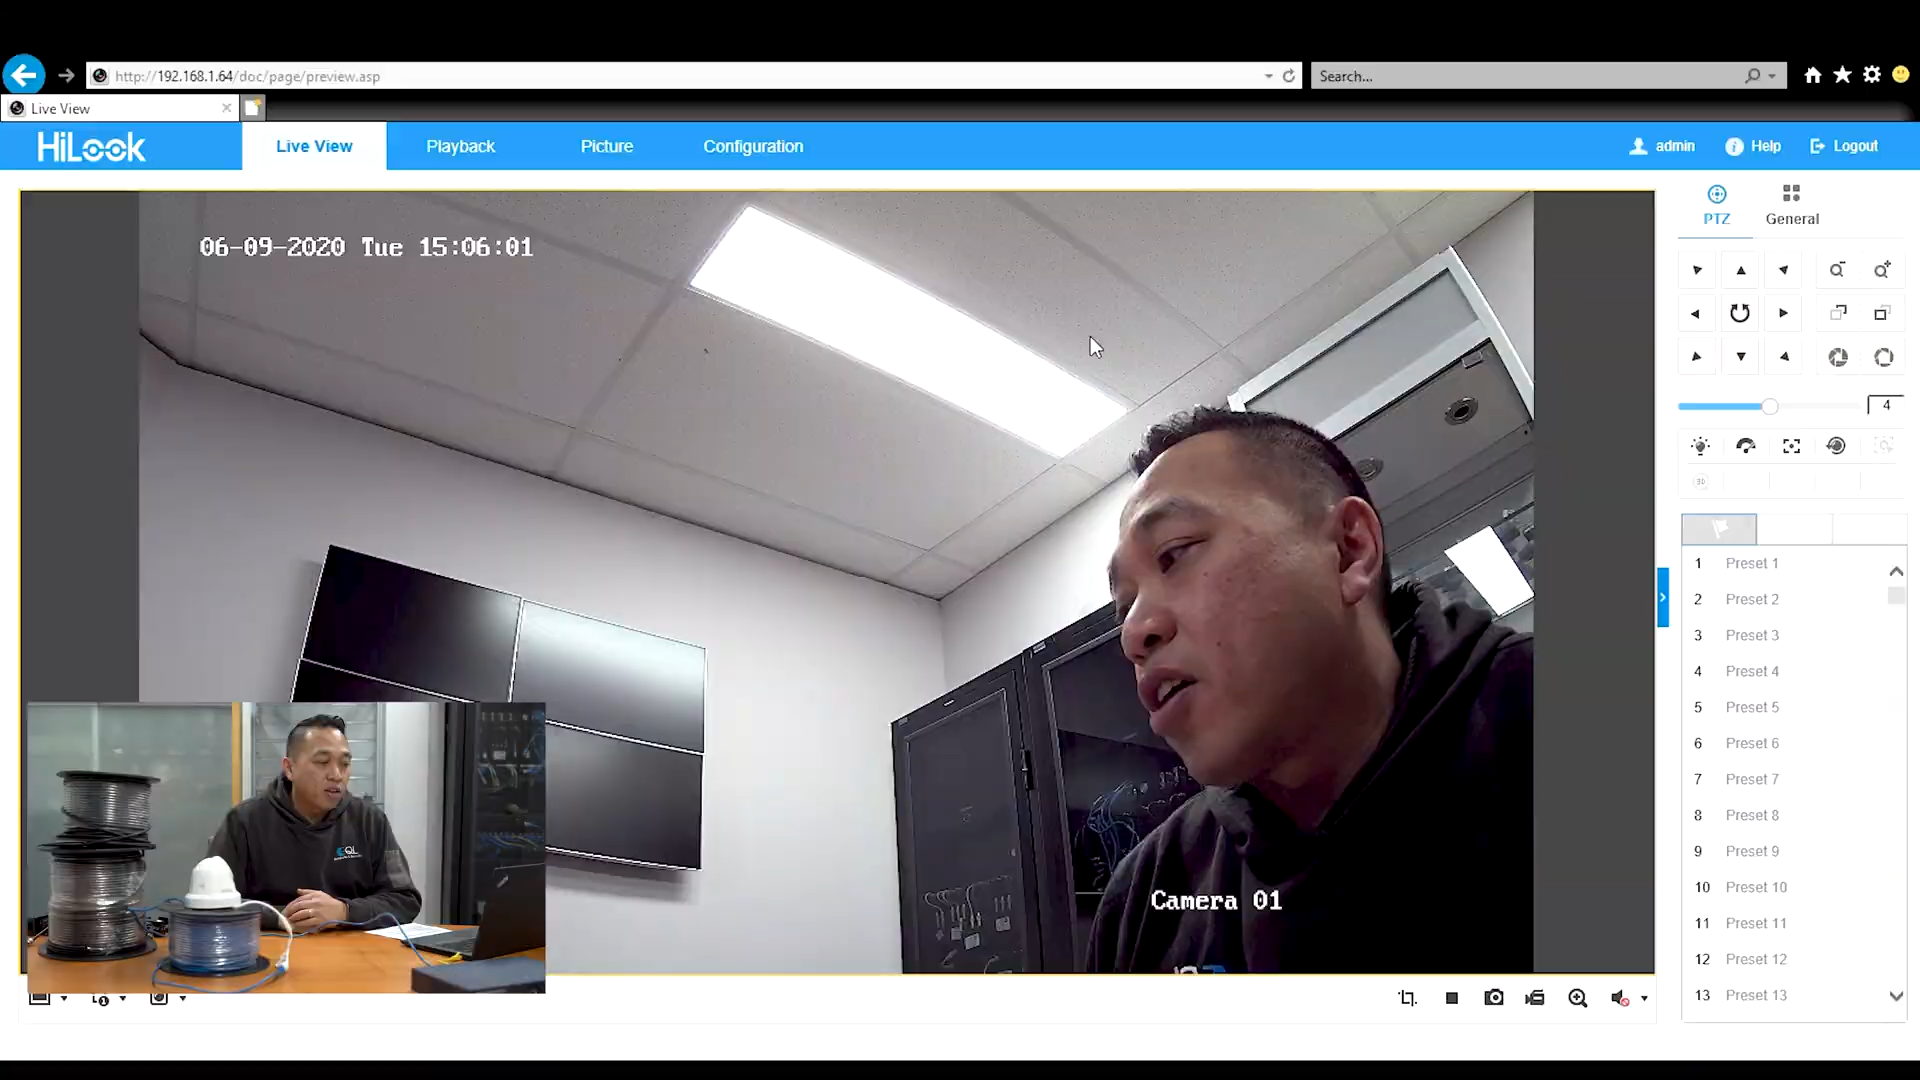 http://192.168.1.64/doc/page/preview.asp
Search...
Live View
HiLook
Live View
Playback
Picture
Configuration
admin
Help
Logout
06-09-2020 Tue 15:06:01
PTZ
General
4
3D
1 Preset 1
2 Preset 2
3 Preset 3
4 Preset 4
5 Preset 5
6 Preset 6
7 Preset 7
8 Preset 8
9 Preset 9
10 Preset 10
11 Preset 11
12 Preset 12
13 Preset 13
Camera 01
1